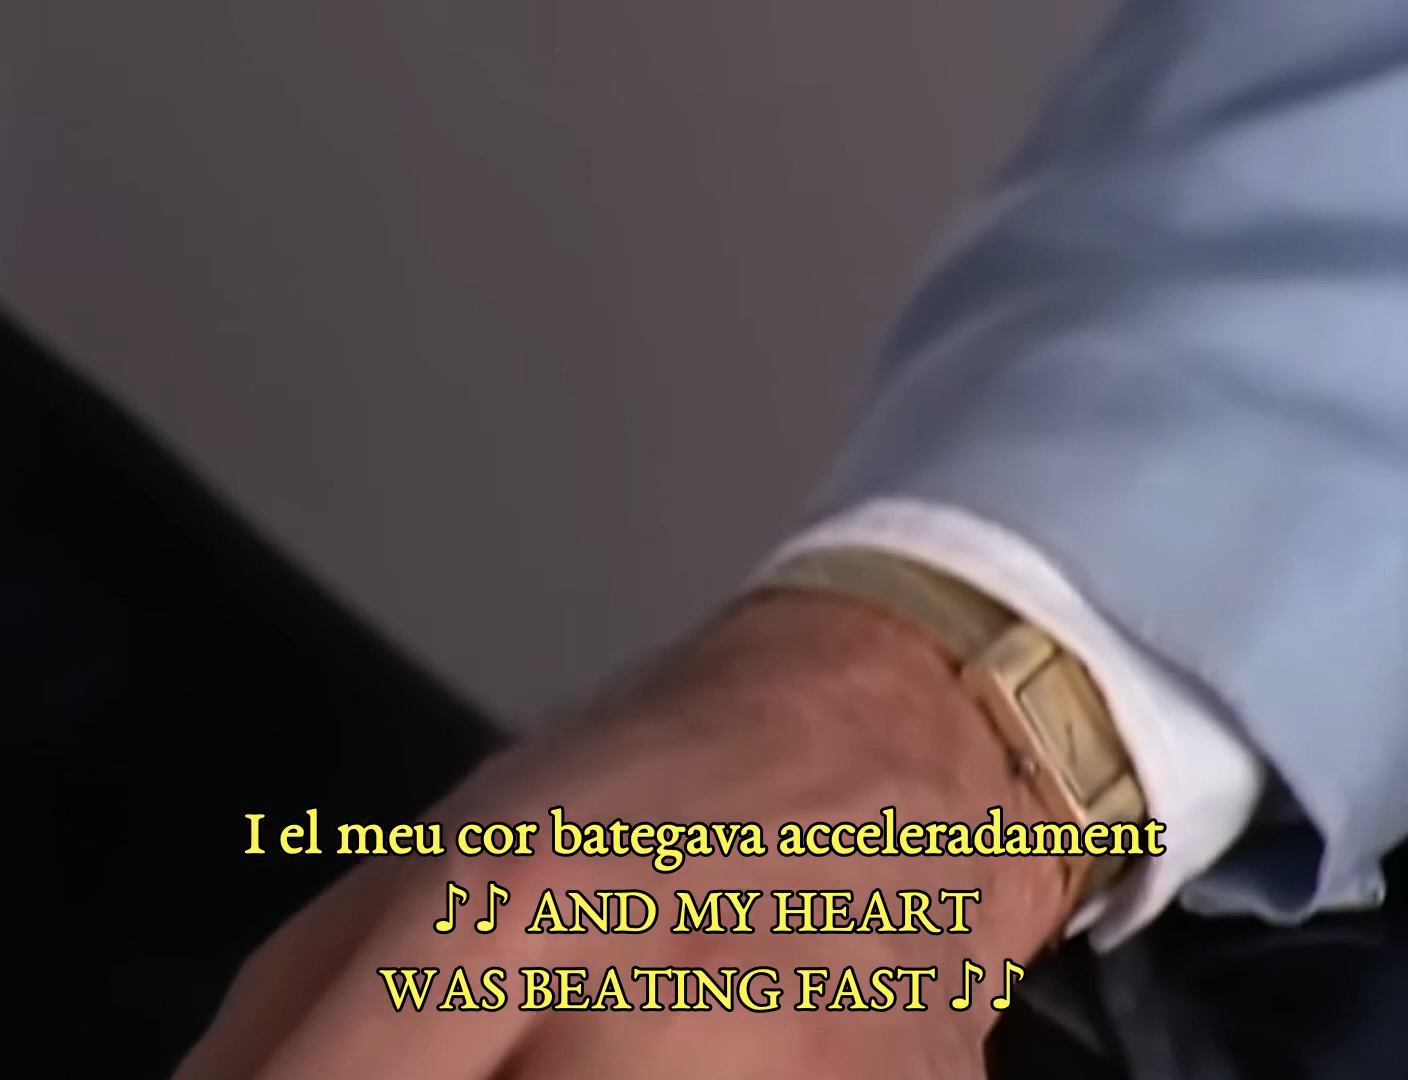 I el meu cor bategava acceleradament
♪♪ AND MY HEART
WAS BEATING FAST ♪♪